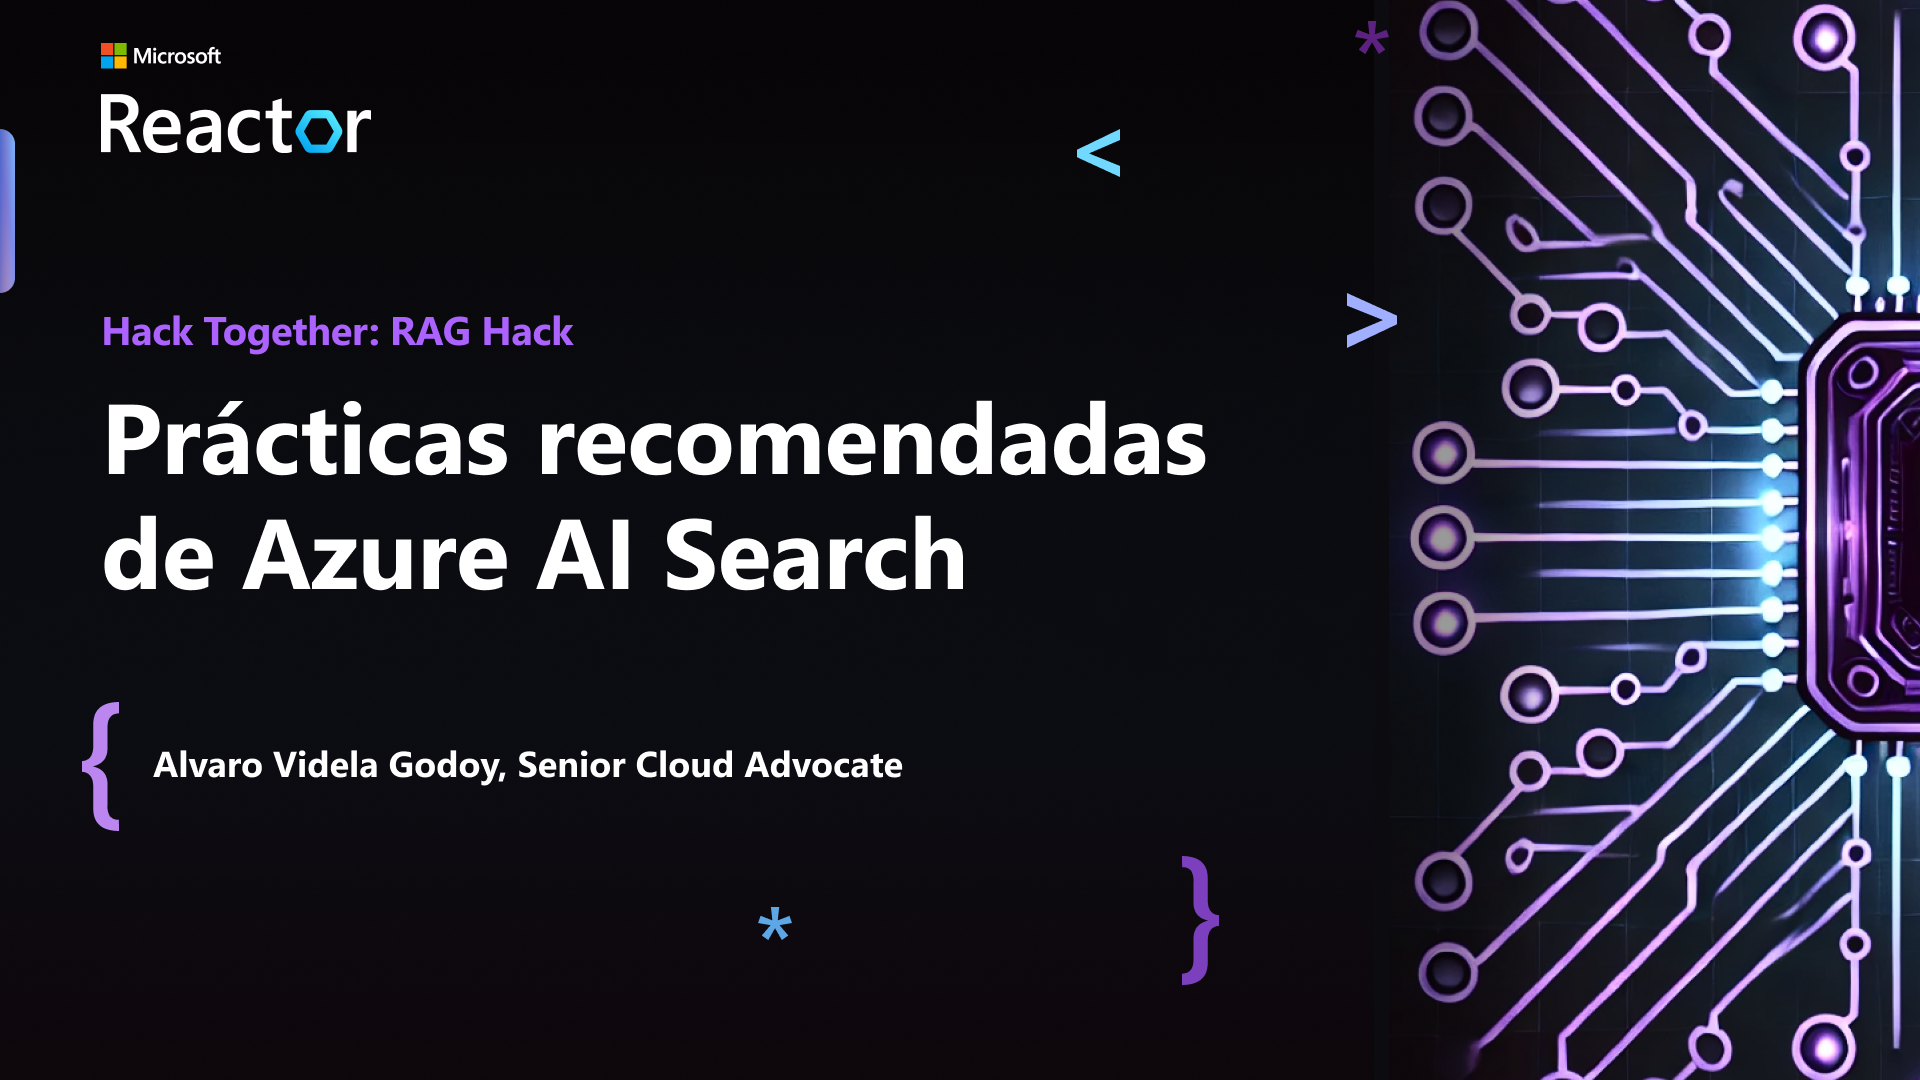 Microsoft
Reactor
Hack Together: RAG Hack
Prácticas recomendadas
de Azure AI Search
Alvaro Videla Godoy, Senior Cloud Advocate